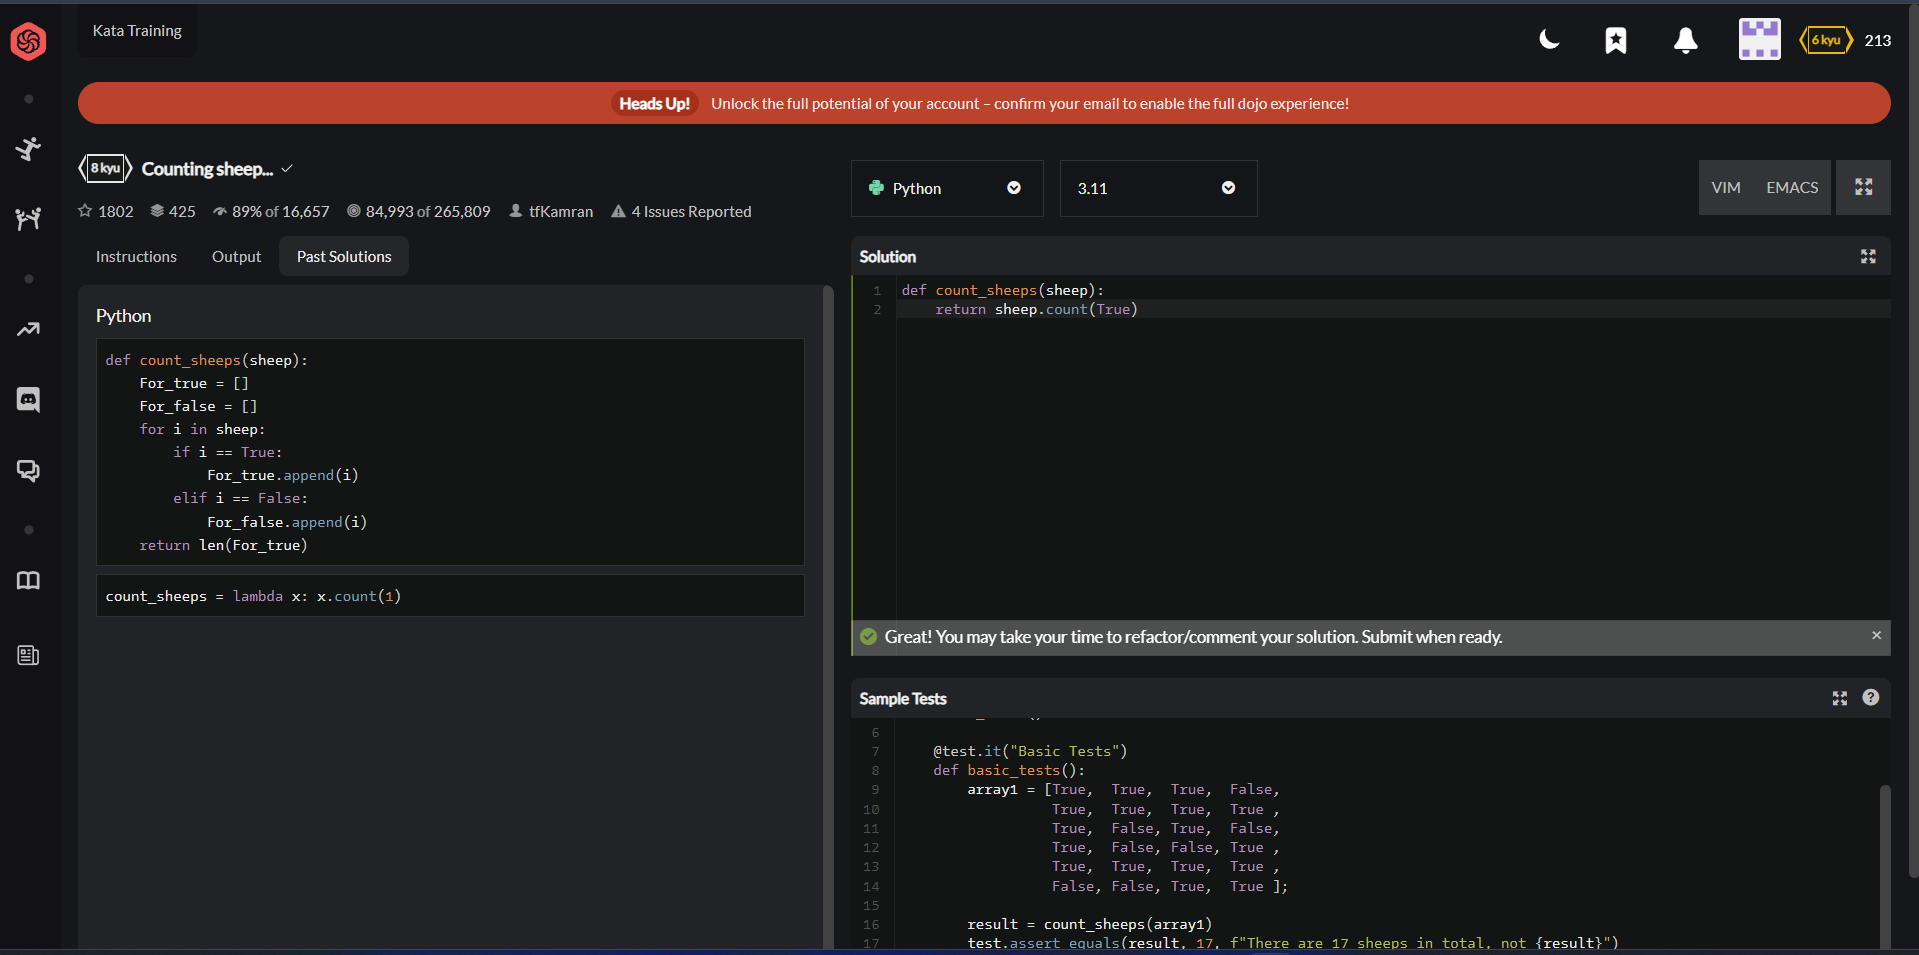 Kata Training
6 kyu 213
Heads Up! Unlock the full potential of your account – confirm your email to enable the full dojo experience!
8 kyu Counting sheep...
1802 425 89% of 16,657 84,993 of 265,809 tfKamran 4 Issues Reported
Instructions Output Past Solutions
Python
def count_sheeps(sheep):
    For_true = []
    For_false = []
    for i in sheep:
        if i == True:
            For_true.append(i)
        elif i == False:
            For_false.append(i)
    return len(For_true)
count_sheeps = lambda x: x.count(1)
Python 3.11 VIM EMACS
Solution
1 def count_sheeps(sheep):
2     return sheep.count(True)
Great! You may take your time to refactor/comment your solution. Submit when ready.
Sample Tests
6
7     @test.it("Basic Tests")
8     def basic_tests():
9         array1 = [True,  True,  True,  False,
10                   True,  True,  True,  True ,
11                   True,  False, True,  False,
12                   True,  False, False, True ,
13                   True,  True,  True,  True ,
14                   False, False, True,  True ];
15
16         result = count_sheeps(array1)
17         test.assert_equals(result, 17, f"There are 17 sheeps in total, not {result}")